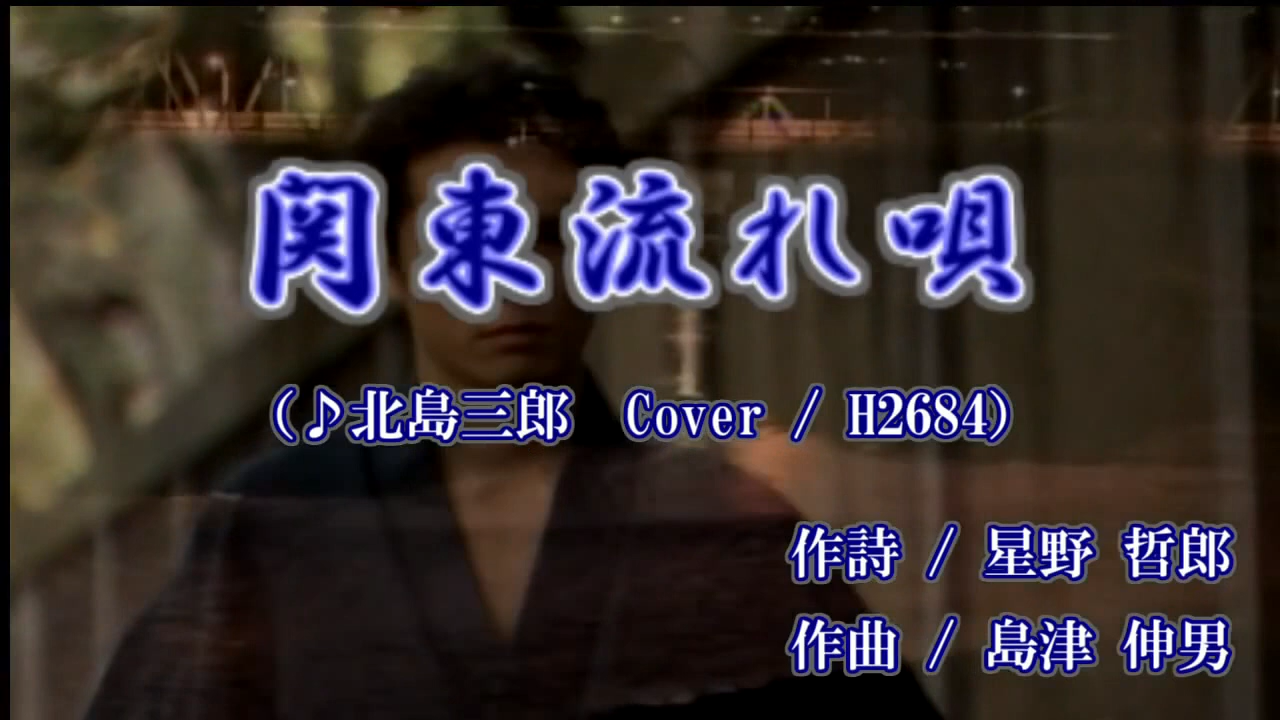 関東流れ唄
（♪北島三郎　Cover / H2684）
作詩 / 星野 哲郎
作曲 / 島津 伸男